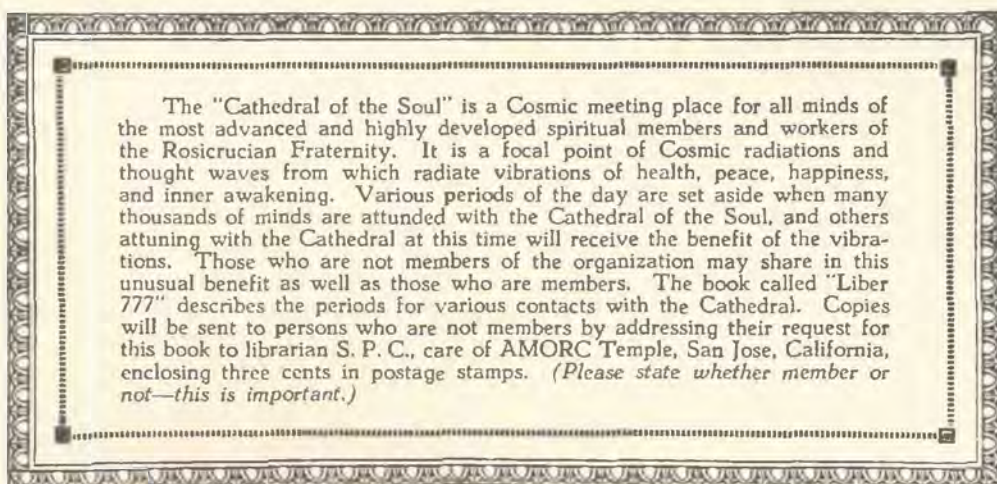 The "Cathedral of the Soul" is a Cosmic meeting place for all minds of
the most advanced and highly developed spiritual members and workers of
the Rosicrucian Fraternity. It is a focal point of Cosmic radiations and
thought waves from which radiate vibrations of health, peace, happiness,
and inner awakening. Various periods of the day are set aside when many
thousands of minds are attunded with the Cathedral of the Soul, and others
attuning with the Cathedral at this time will receive the benefit of the vibra-
tions. Those who are not members of the organization may share in this
unusual benefit as well as those who are members. The book called "Liber
777" describes the periods for various contacts with the Cathedral. Copies
will be sent to persons who are not members by addressing their request for
this book to librarian S. P. C., care of AMORC Temple, San Jose, California,
enclosing three cents in postage stamps. (Please state whether member or
not—this is important.)